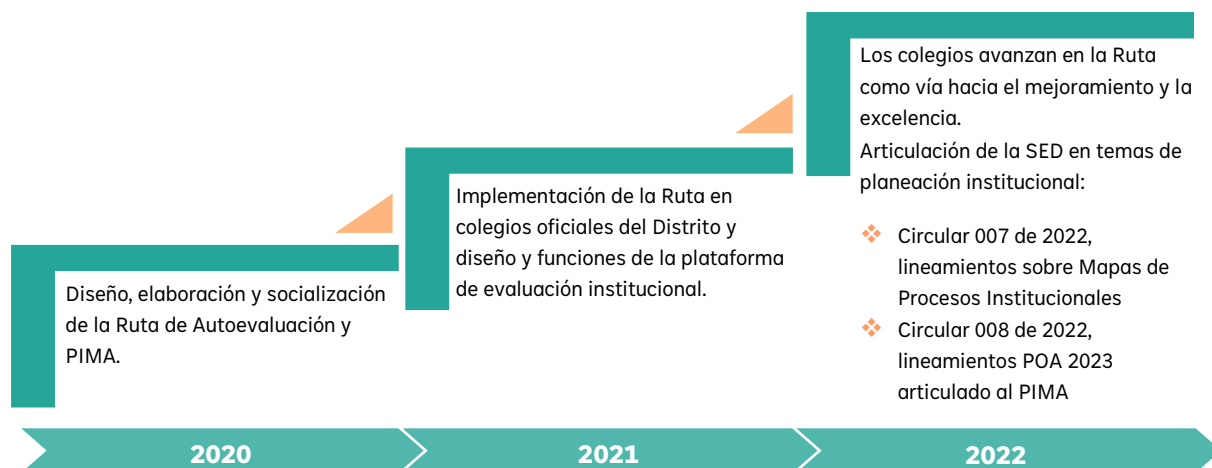 Diseño, elaboración y socialización
de la Ruta de Autoevaluación y
PIMA.
Implementación de la Ruta en
colegios oficiales del Distrito y
diseño y funciones de la plataforma
de evaluación institucional.
Los colegios avanzan en la Ruta
como vía hacia el mejoramiento y la
excelencia.
Articulación de la SED en temas de
planeación institucional:
Circular 007 de 2022,
lineamientos sobre Mapas de
Procesos Institucionales
Circular 008 de 2022,
lineamientos POA 2023
articulado al PIMA
2020
2021
2022